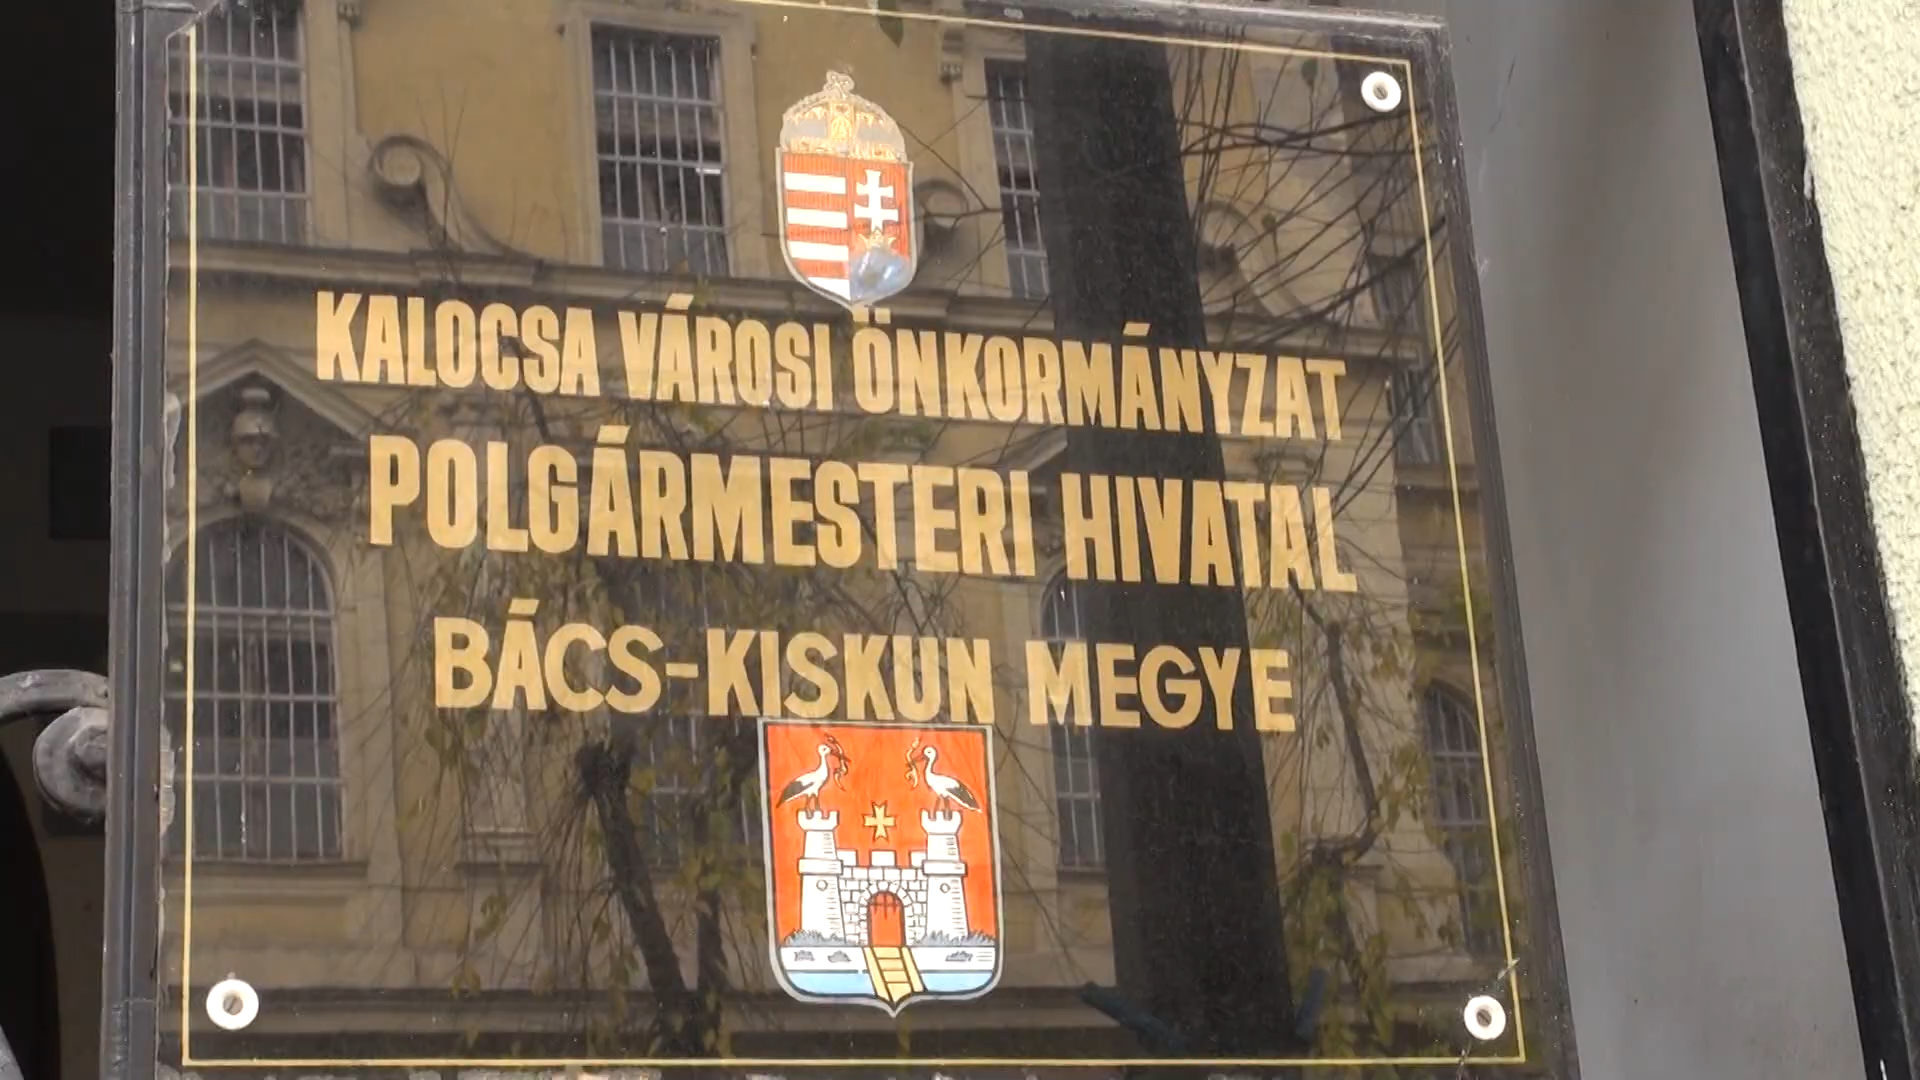 KALOCSA VÁROSI ÖNKORMÁNYZAT
POLGÁRMESTERI HIVATAL
BÁCS-KISKUN MEGYE